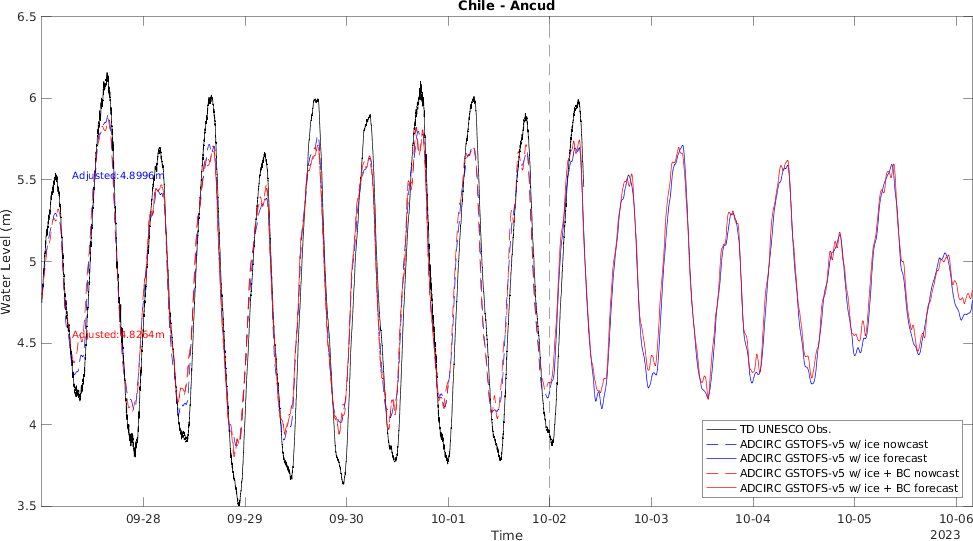 Chile - Ancud
6.5
6
5.5
5
4.5
4
3.5
Water Level (m)
Adjusted:4.8996m
Adjusted:4.8264m
TD UNESCO Obs.
ADCIRC GSTOFS-v5 w/ ice nowcast
ADCIRC GSTOFS-v5 w/ ice forecast
ADCIRC GSTOFS-v5 w/ ice + BC nowcast
ADCIRC GSTOFS-v5 w/ ice + BC forecast
09-28 09-29 09-30 10-01 10-02 10-03 10-04 10-05 10-06
Time 2023